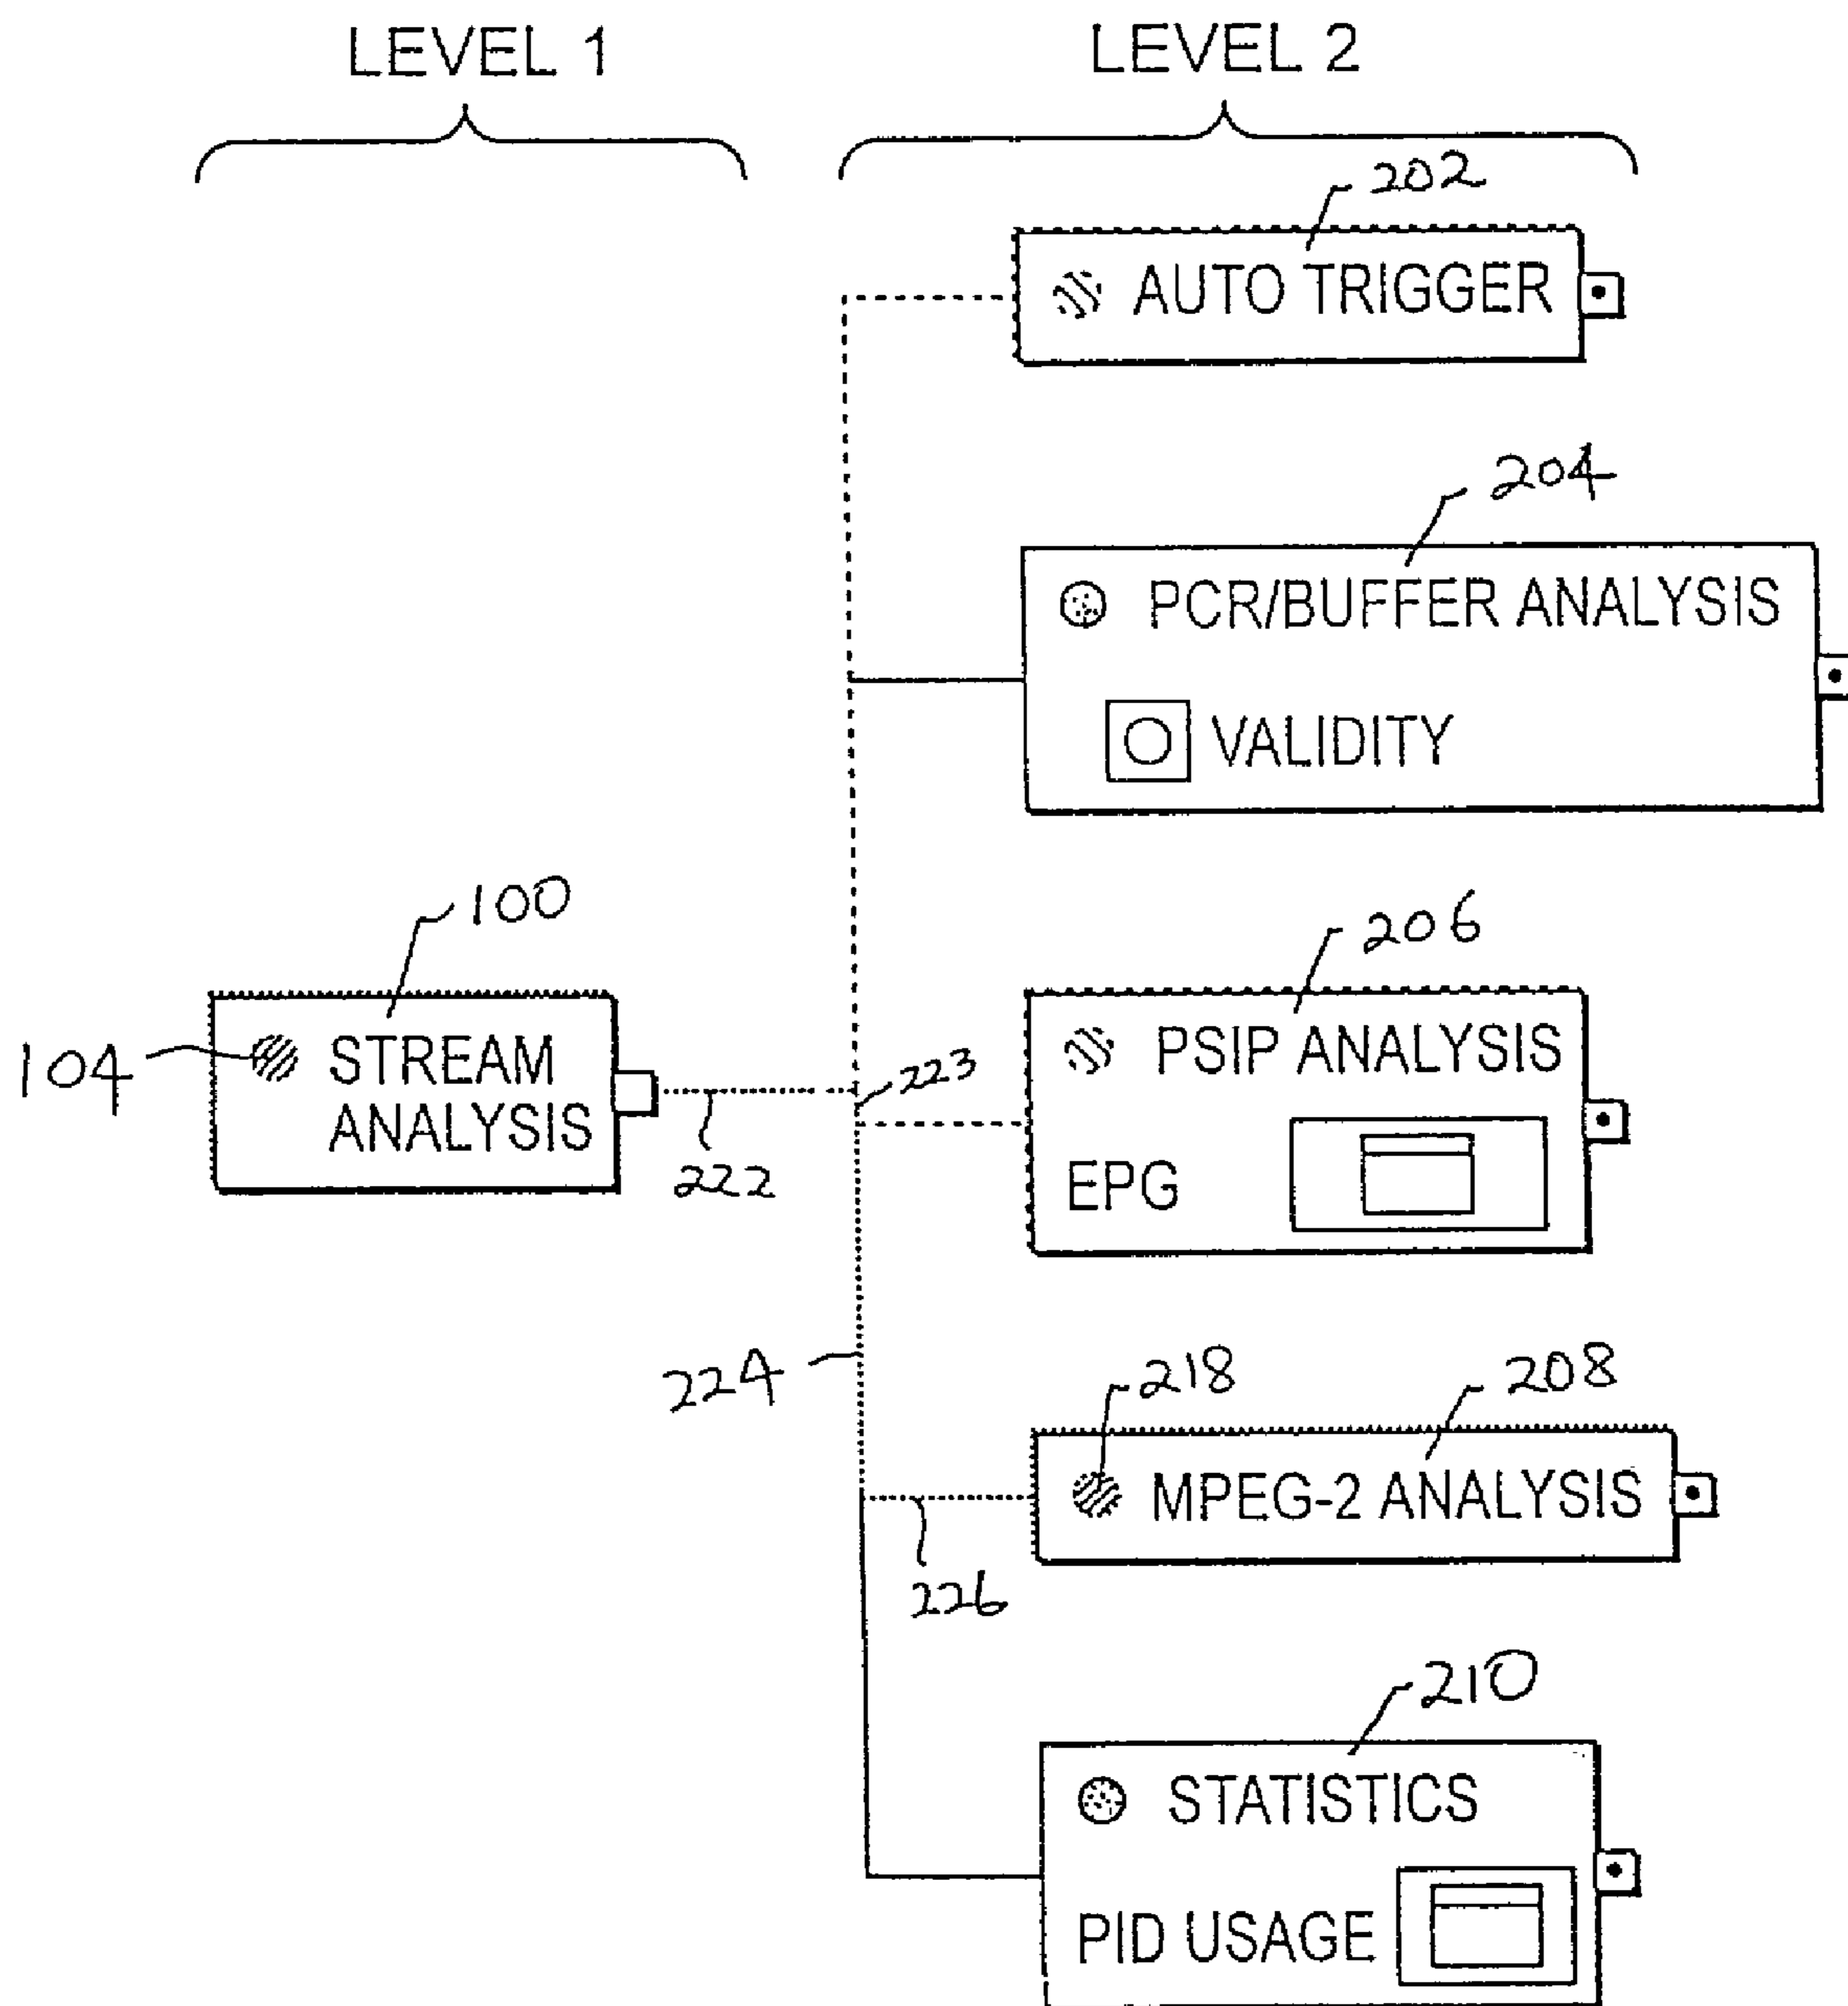 LEVEL 1
LEVEL 2
202
AUTO TRIGGER
204
PCR/BUFFER ANALYSIS
VALIDITY
100
104
STREAM
ANALYSIS
222
223
206
PSIP ANALYSIS
EPG
224
218
208
MPEG-2 ANALYSIS
226
210
STATISTICS
PID USAGE